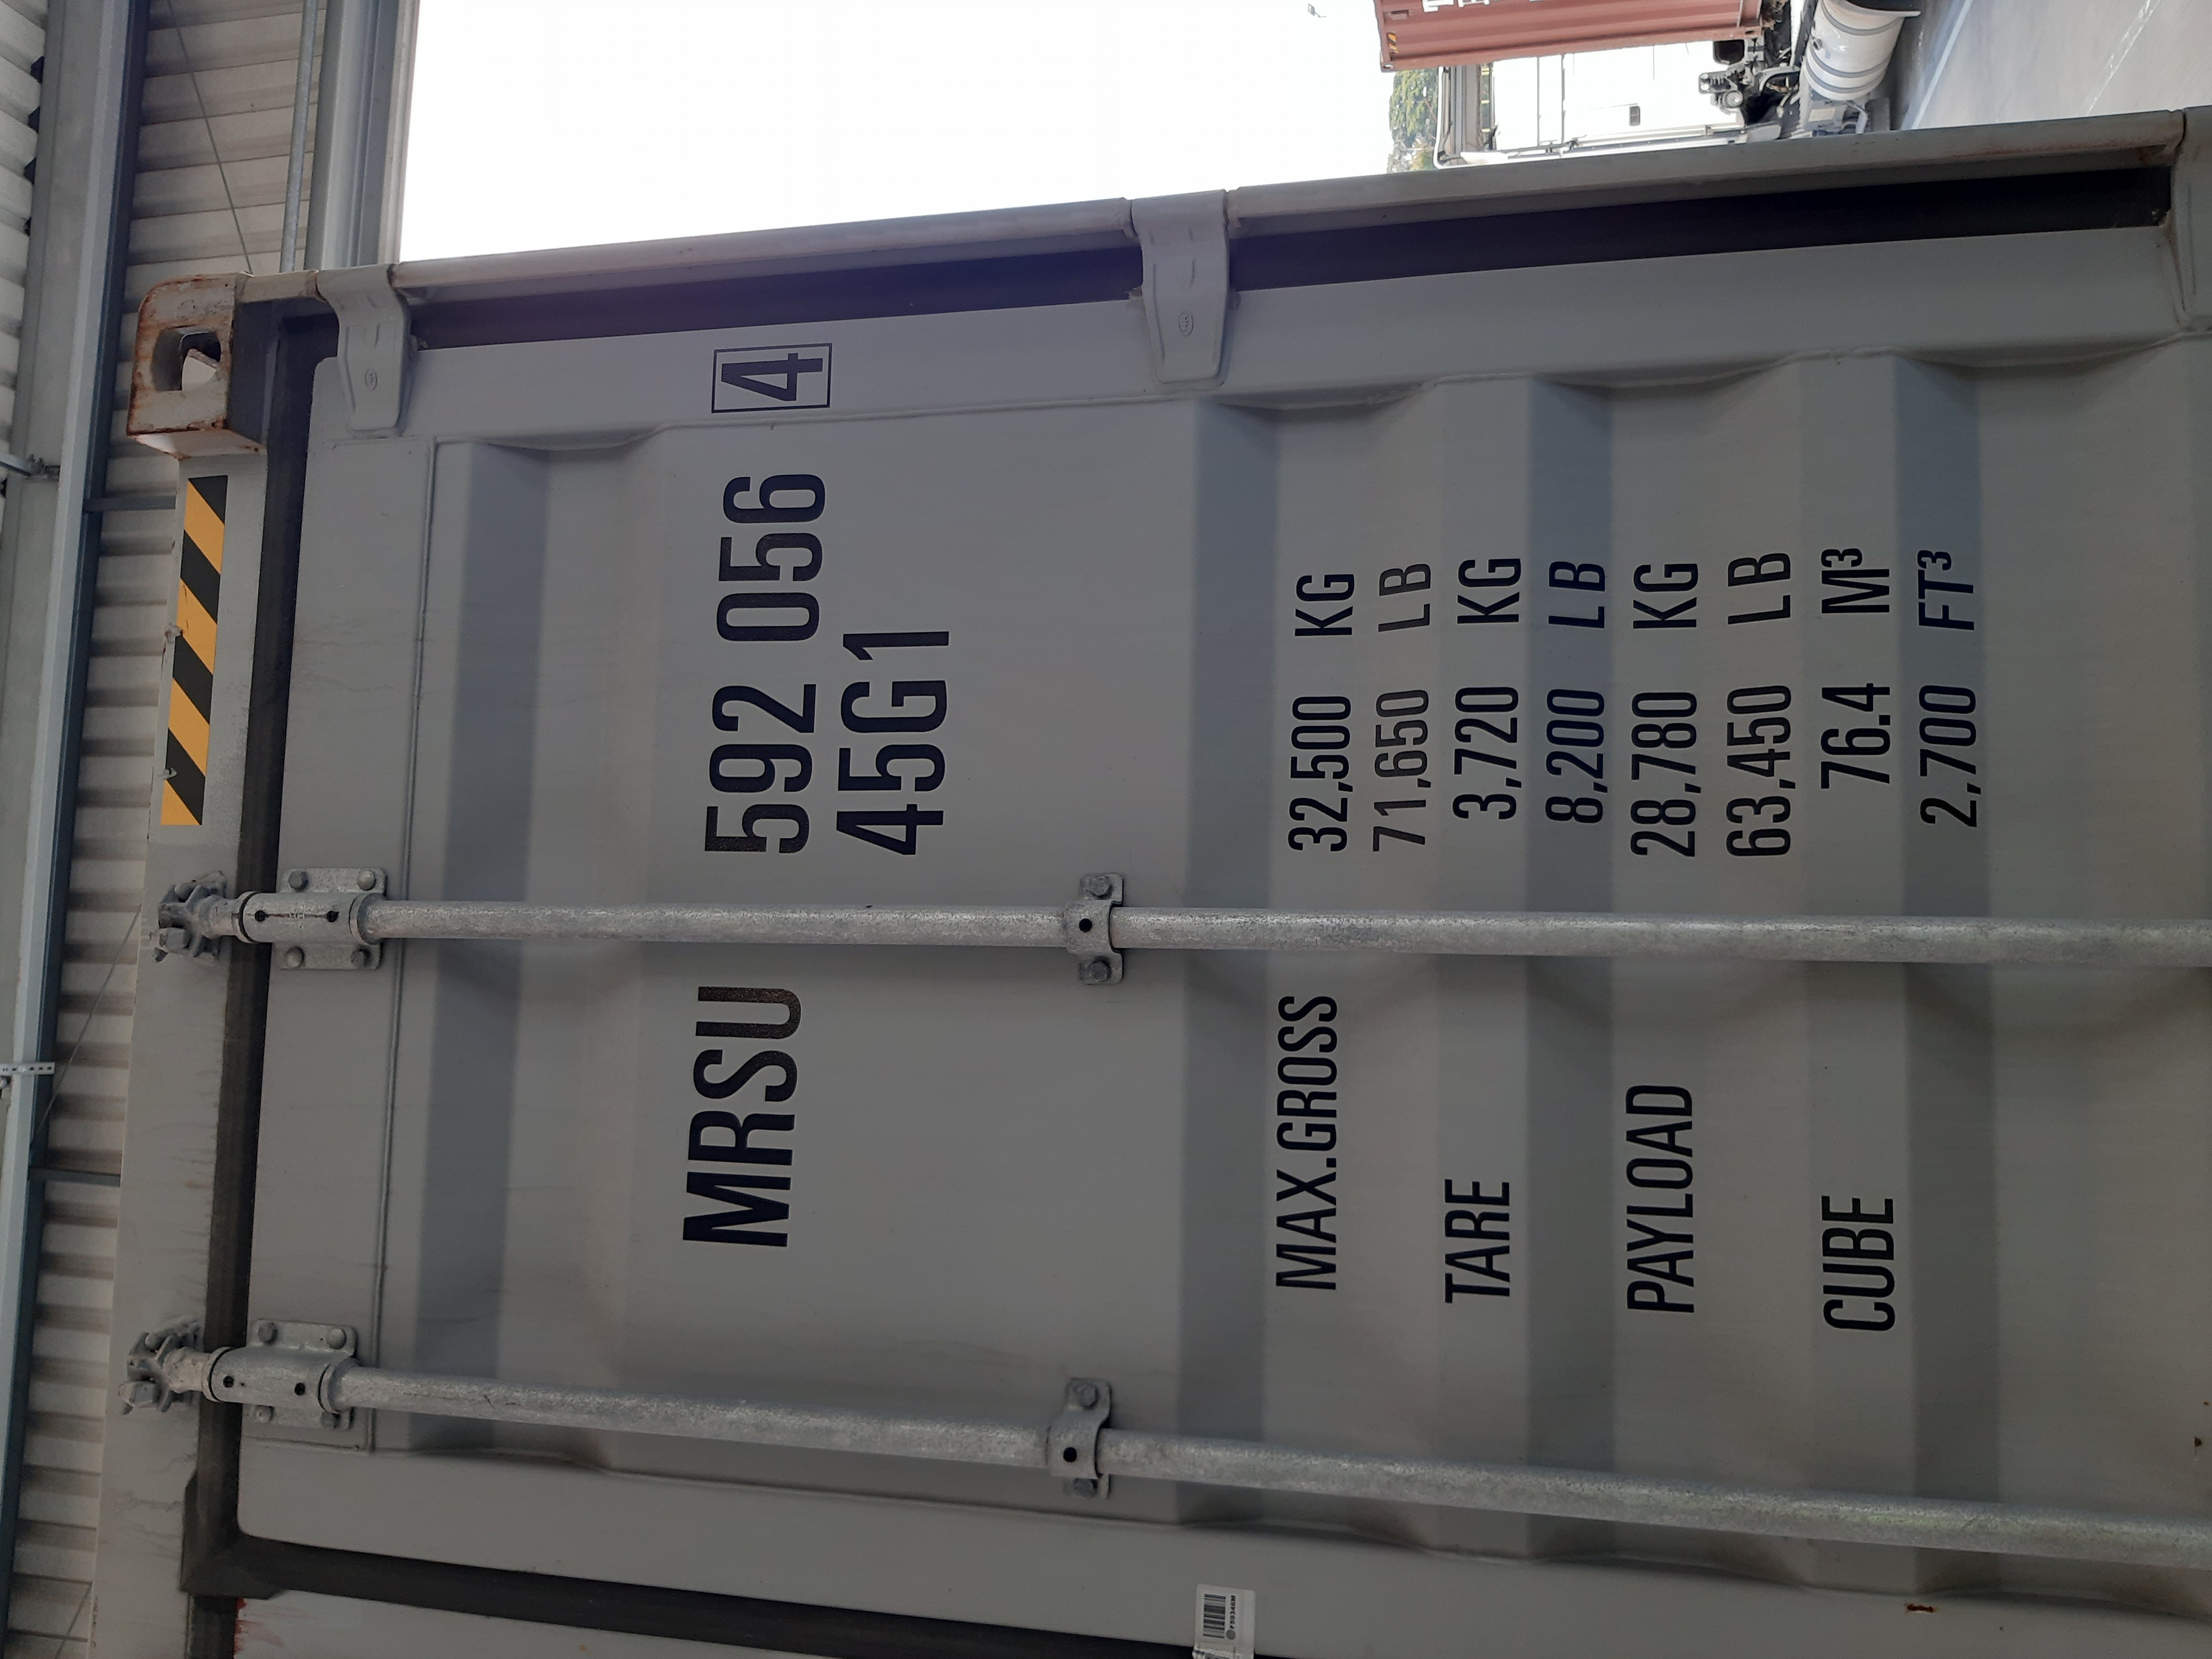 MRSU 592 056 4
45G1
MAX.GROSS 32,500 KG
71,650 LB
TARE 3,720 KG
8,200 LB
PAYLOAD 28,780 KG
63,450 LB
CUBE 76.4 M³
2,700 FT³